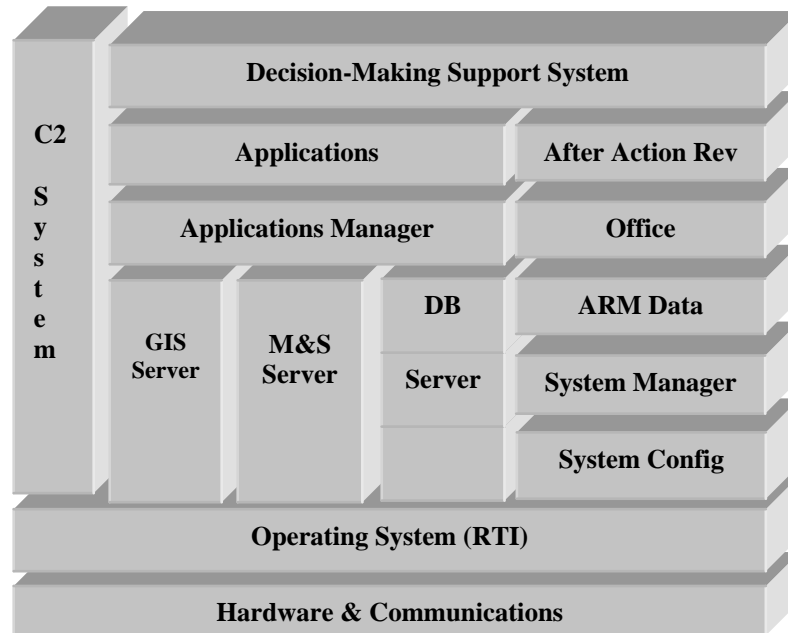 Decision-Making Support System
C2
System
Applications
After Action Rev
Applications Manager
Office
GIS
Server
M&S
Server
DB
Server
ARM Data
System Manager
System Config
Operating System (RTI)
Hardware & Communications